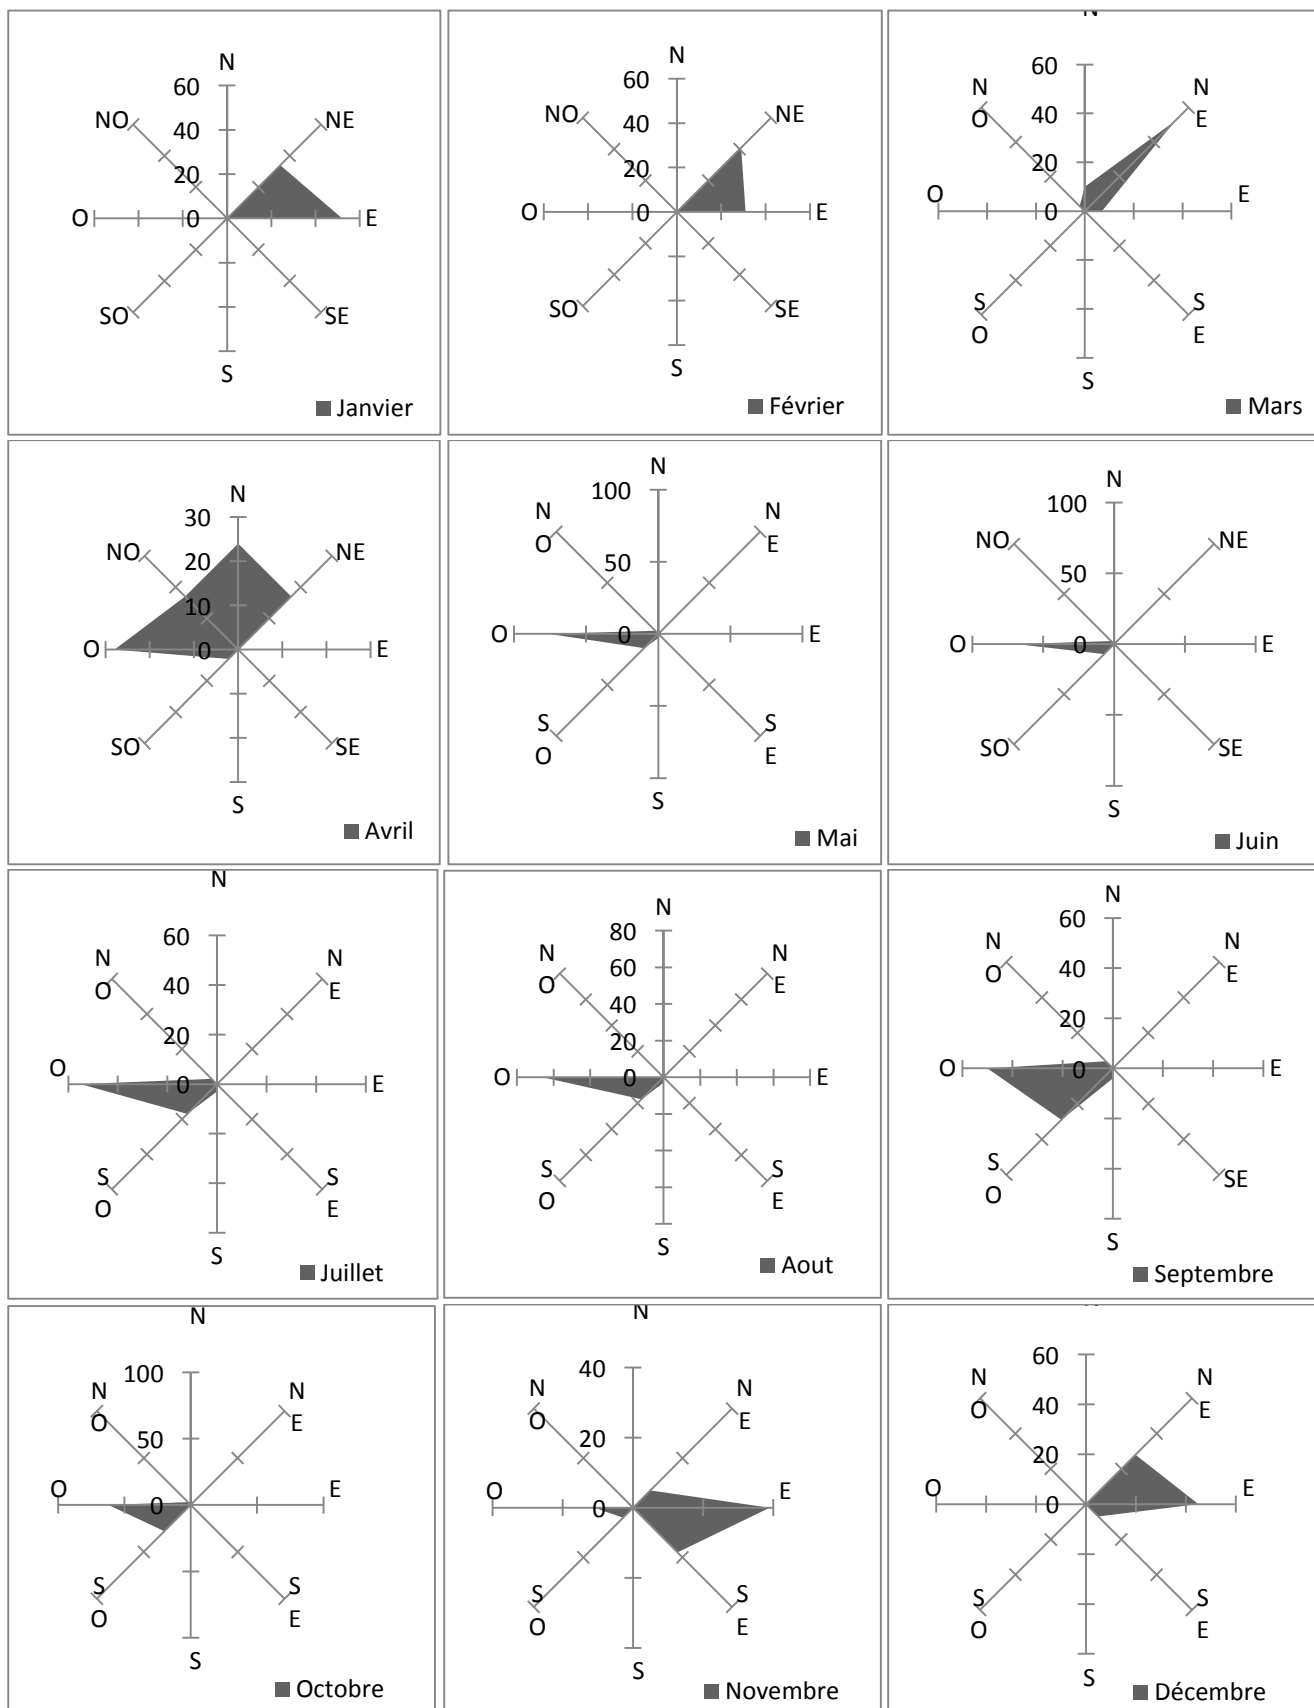 N
60
NO
NE
40
20
O
0
E
SO
SE
S
Janvier
N
60
NO
NE
40
20
O
0
E
SO
SE
S
Février
N
60
N
O
N
E
40
20
O
0
E
S
O
S
E
S
Mars
N
30
NO
NE
20
10
O
0
E
SO
SE
S
Avril
N
100
N
O
N
E
50
O
0
E
S
O
S
E
S
Mai
N
100
NO
NE
50
O
0
E
SO
SE
S
Juin
N
60
N
O
N
E
40
20
O
0
E
S
O
S
E
S
Juillet
N
80
N
O
N
E
60
40
20
O
0
E
S
O
S
E
S
Aout
N
60
N
O
N
E
40
20
O
0
E
S
O
SE
S
Septembre
N
100
N
O
N
E
50
O
0
E
S
O
S
E
S
Octobre
N
40
N
O
N
E
20
O
0
E
S
O
S
E
Novembre
N
60
N
O
N
E
40
20
O
0
E
S
O
S
E
S
Décembre